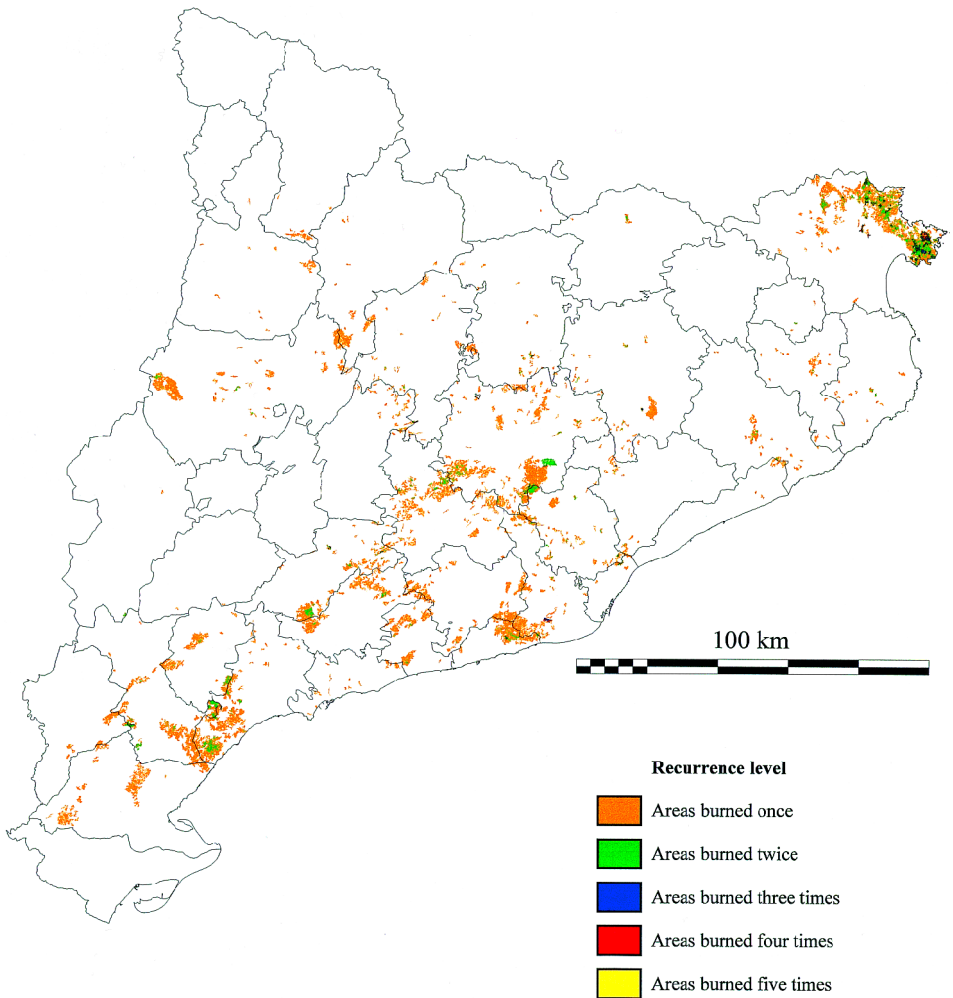 100 km
Recurrence level
Areas burned once
Areas burned twice
Areas burned three times
Areas burned four times
Areas burned five times